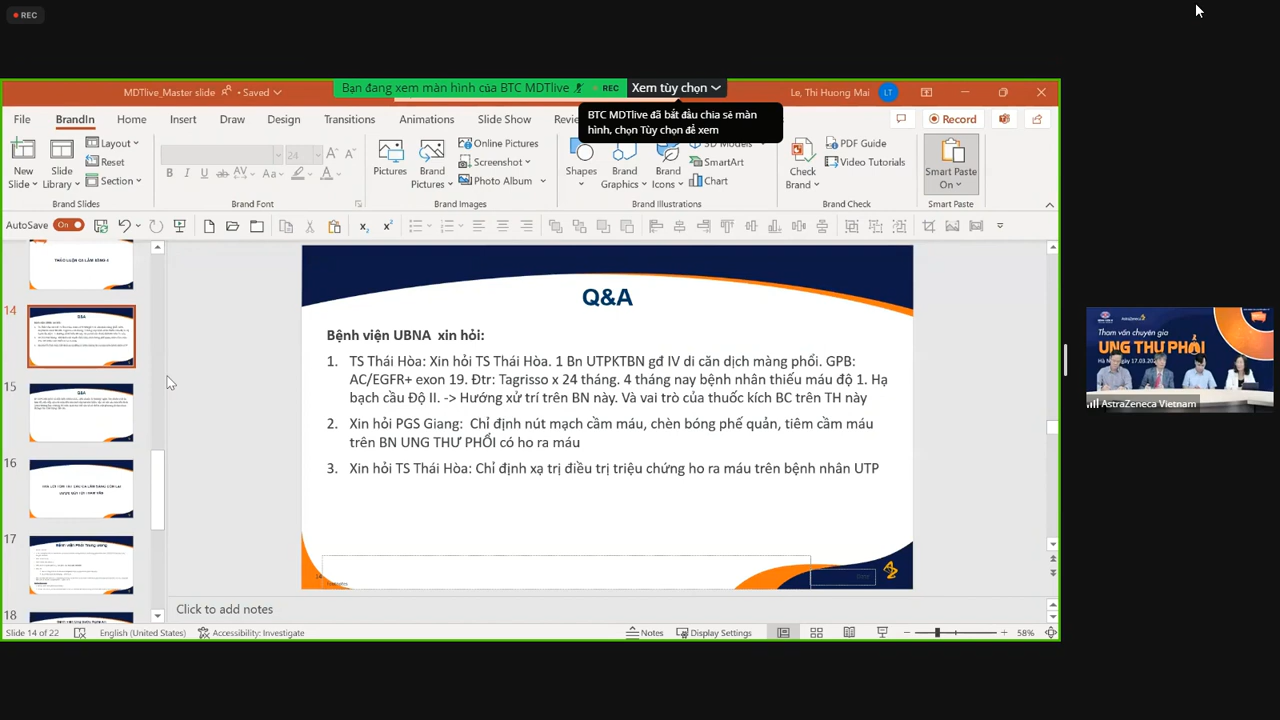 REC
MDTlive_Master slide
• Saved
Bạn đang xem màn hình của BTC MDTlive
REC
Xem tùy chọn
Le, Thi Huong Mai
LT
BTC MDTlive đã bắt đầu chia sẻ màn
hình, chọn Tùy chọn để xem
File
BrandIn
Home
Insert
Draw
Design
Transitions
Animations
Slide Show
Record
New
Slide
Slide
Library
Layout
Reset
Section
Brand Slides
24
Brand Font
Pictures
Brand
Pictures
Online Pictures
Screenshot
Photo Album
Brand Images
Shapes
Brand
Graphics
Brand
Icons
3D Models
SmartArt
Chart
Brand Illustrations
Check
Brand
PDF Guide
Video Tutorials
Brand Check
Smart Paste
On
Smart Paste
AutoSave On
14
15
16
17
18
Q&A
Bệnh viện UBNA xin hỏi:
1. TS Thái Hòa: Xin hỏi TS Thái Hòa. 1 Bn UTPKTBN gđ IV di căn dịch màng phổi. GPB:
AC/EGFR+ exon 19. Đtr: Tagrisso x 24 tháng. 4 tháng nay bệnh nhân thiếu máu độ 1. Hạ
bạch cầu Độ II. -> Hướng xử trí trên BN này. Và vai trò của thuốc kích BC trên TH này
2. Xin hỏi PGS Giang: Chỉ định nút mạch cầm máu, chèn bóng phế quản, tiêm cầm máu
trên BN UNG THƯ PHỔI có ho ra máu
3. Xin hỏi TS Thái Hòa: Chỉ định xạ trị điều trị triệu chứng ho ra máu trên bệnh nhân UTP
14
Click to add notes
Slide 14 of 22
English (United States)
Accessibility: Investigate
Notes
Display Settings
58%
AstraZeneca
Tham vấn chuyên gia
UNG THƯ PHỔI
AstraZeneca Vietnam